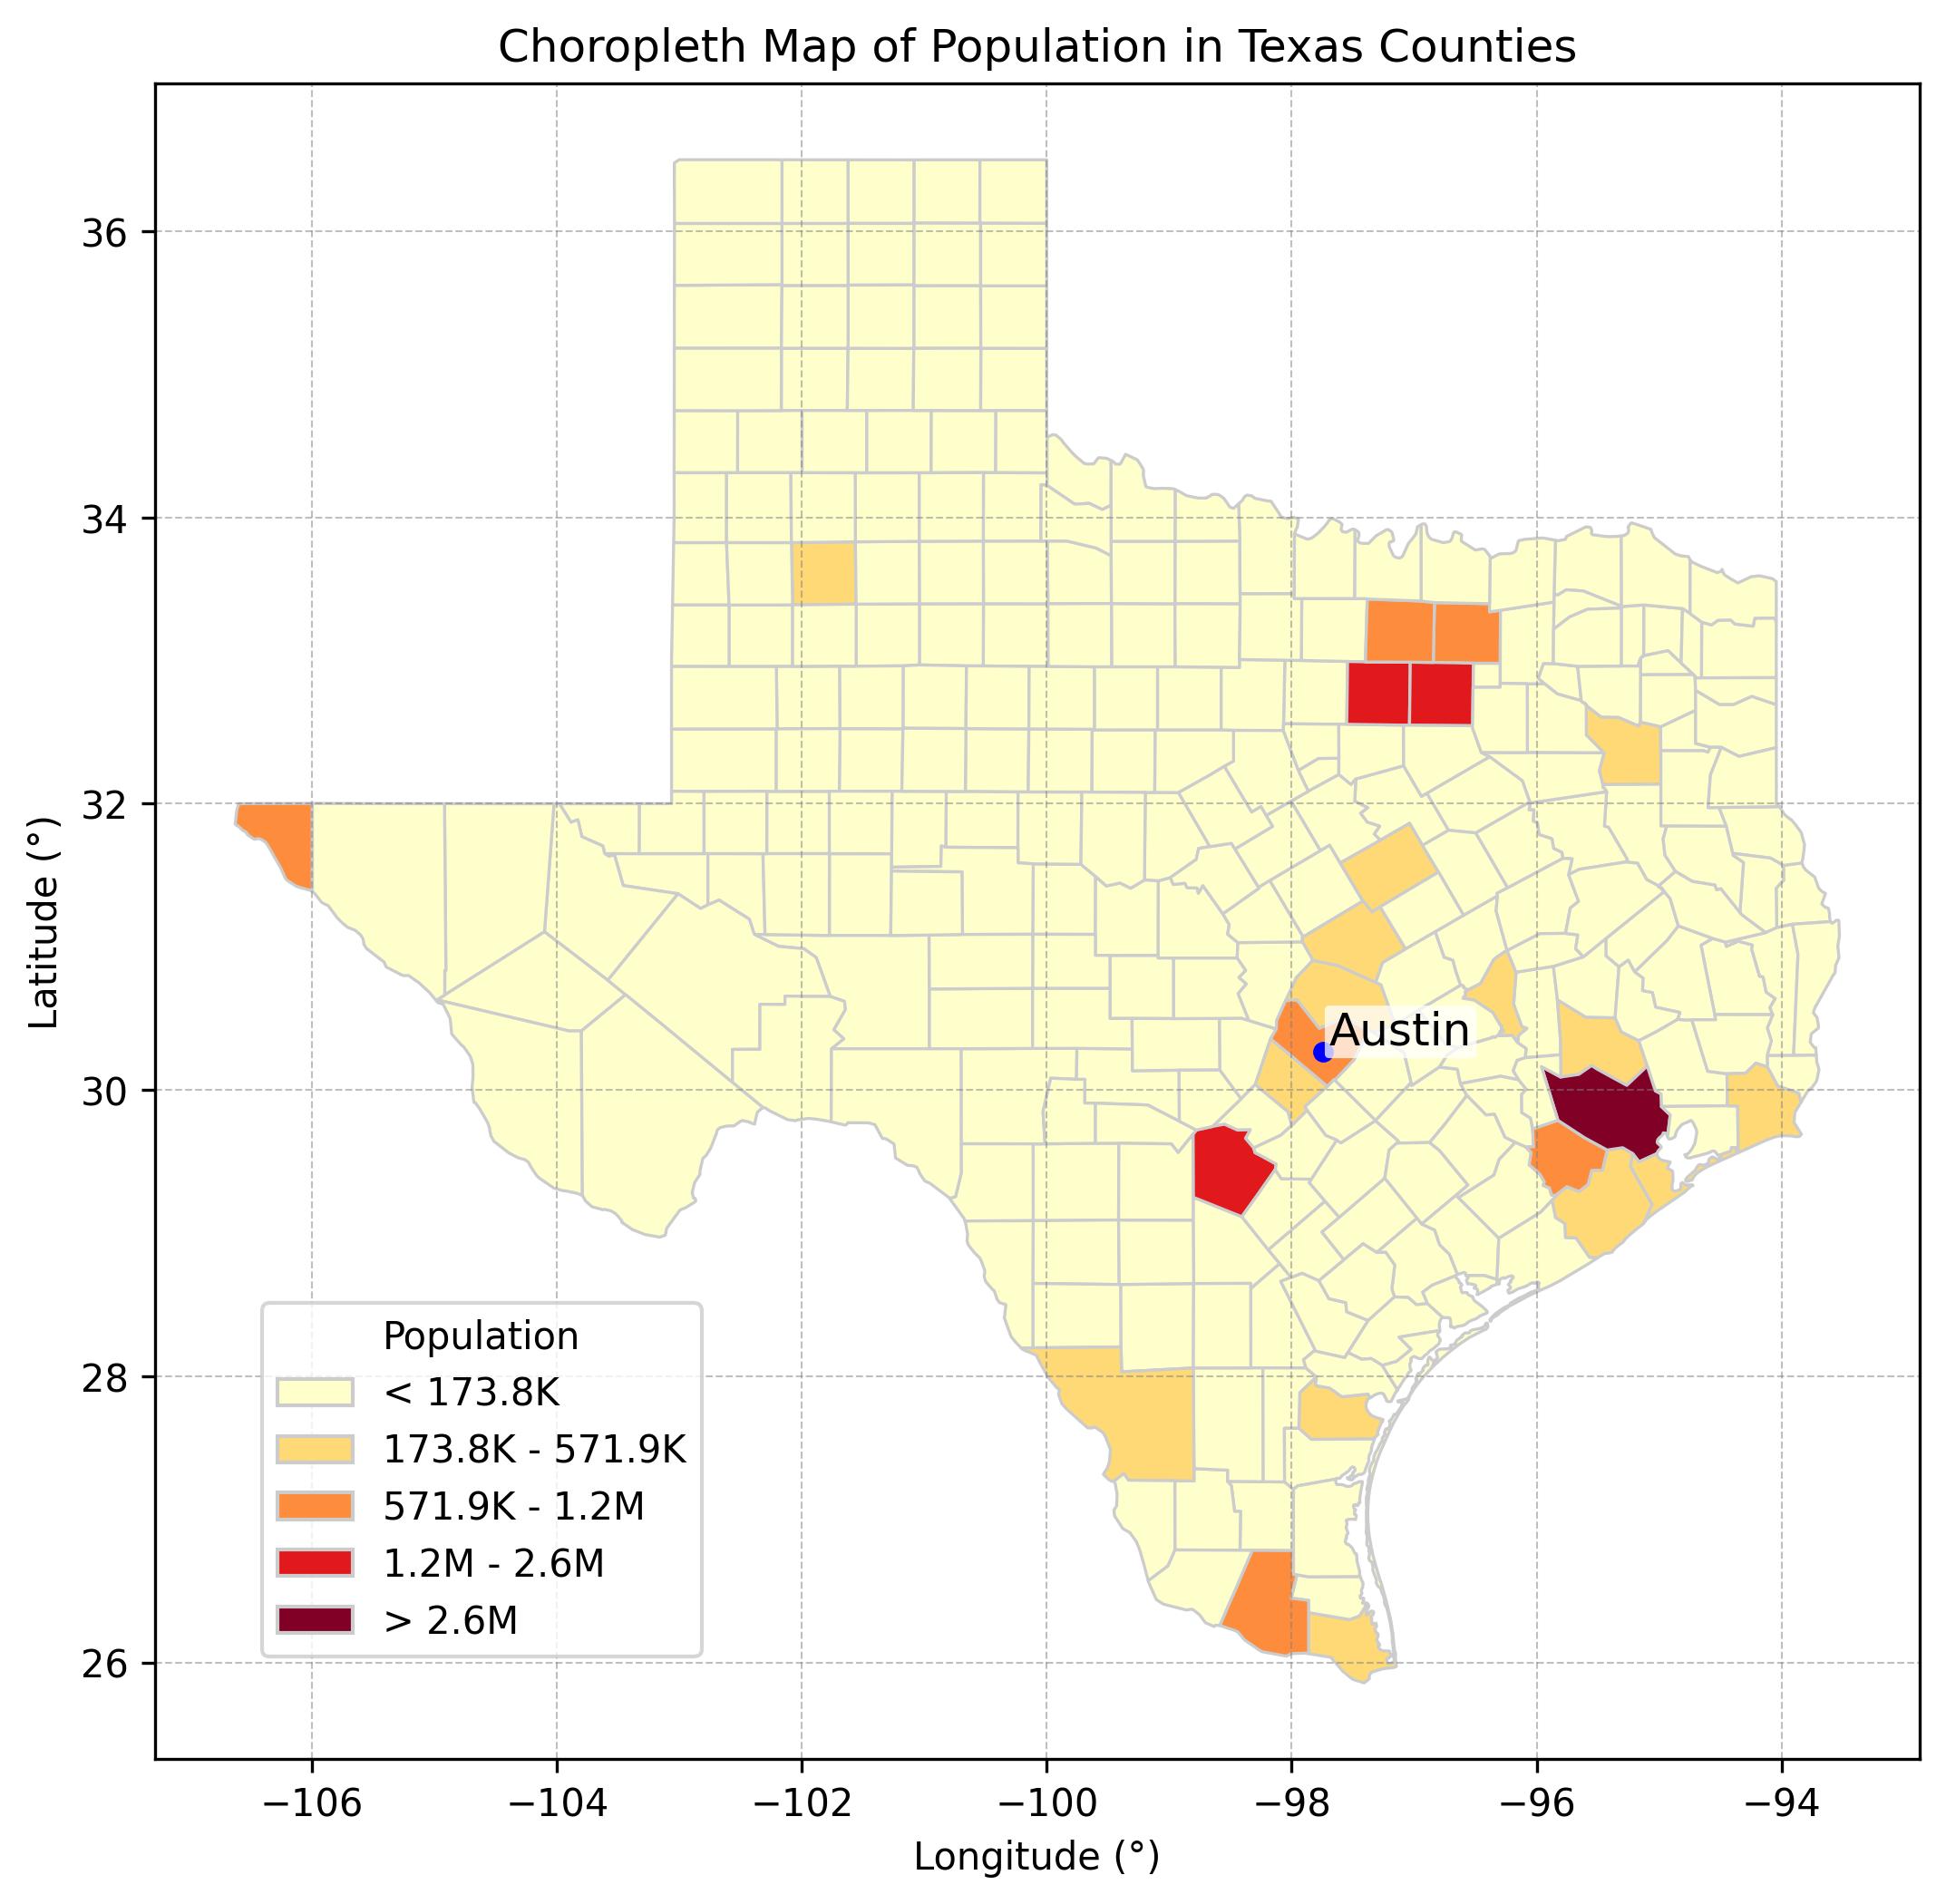 Choropleth Map of Population in Texas Counties
36
34
32
30
28
26
Latitude (°)
Austin
Population
< 173.8K
173.8K - 571.9K
571.9K - 1.2M
1.2M - 2.6M
> 2.6M
−106
−104
−102
−100
−98
−96
−94
Longitude (°)